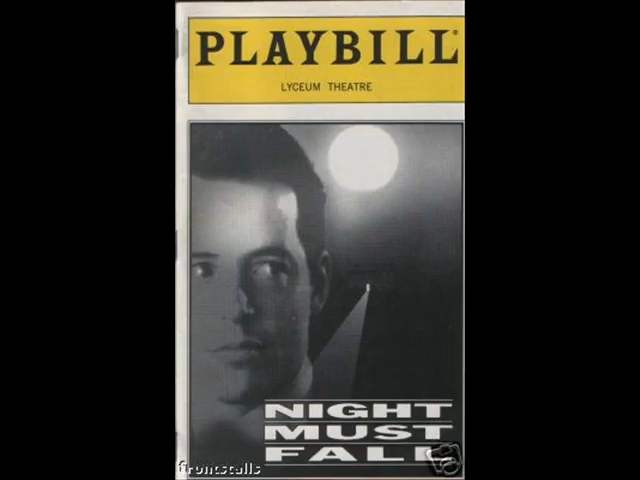 PLAYBILL®
LYCEUM THEATRE
NIGHT
MUST
FALL
frontstalls